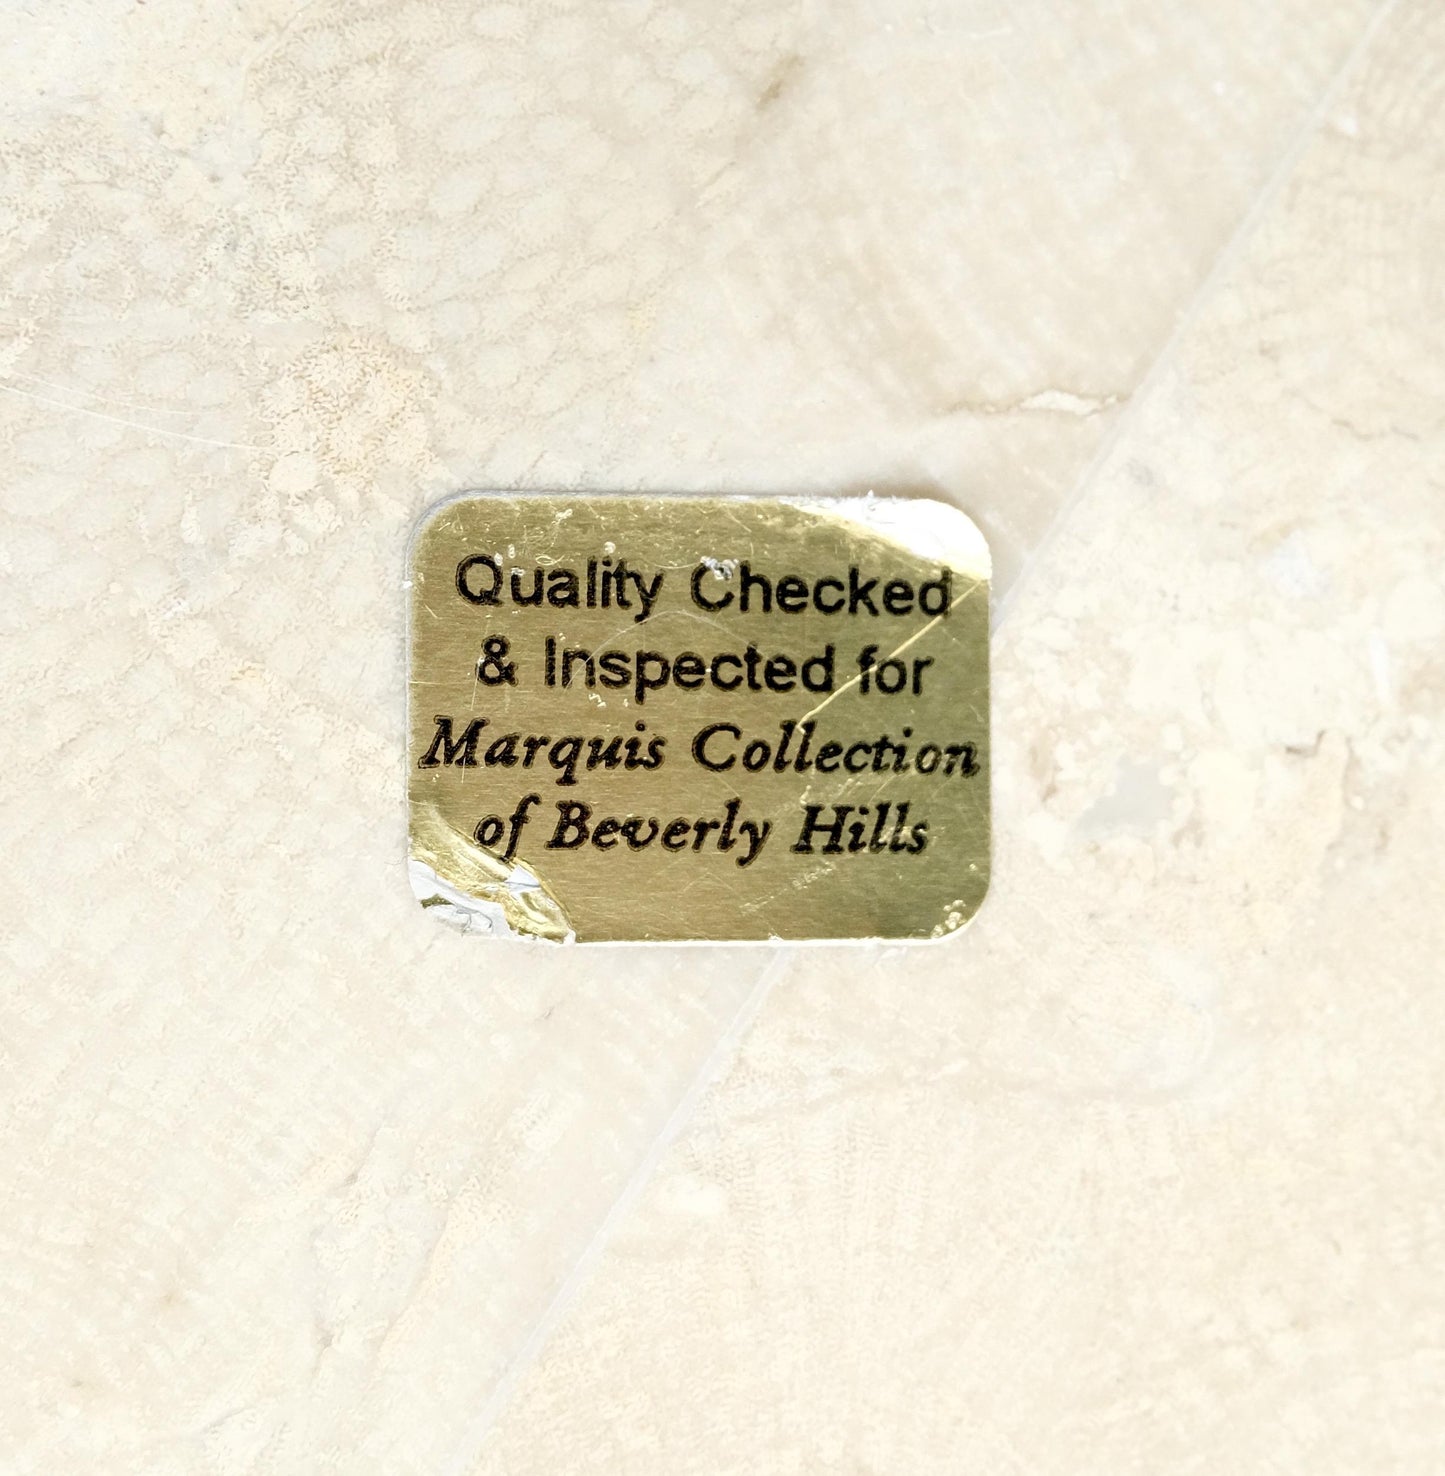 Quality Checked
& Inspected for
Marquis Collection
of Beverly Hills